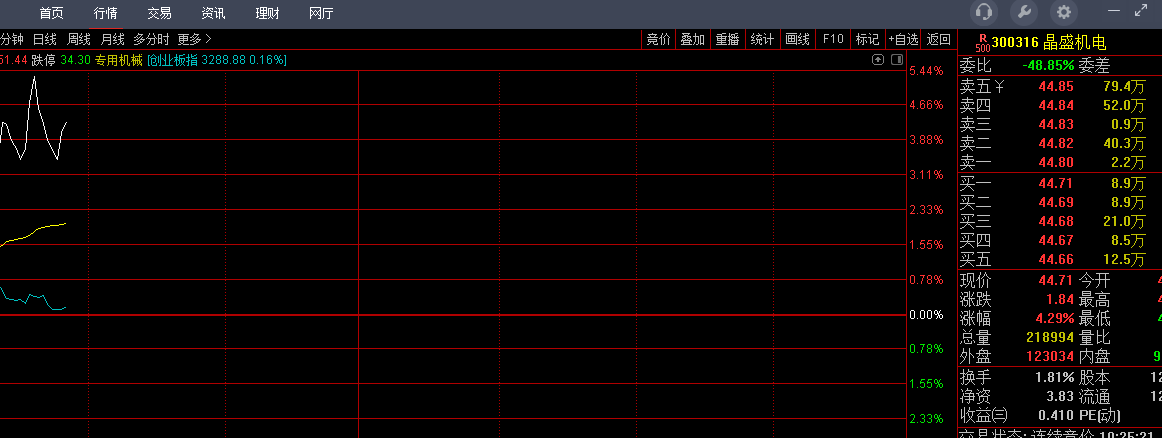 首页 行情 交易 资讯 理财 网厅
分钟 日线 周线 月线 多分时 更多 竞价 叠加 重播 统计 画线 F10 标记 +自选 返回
51.44 跌停 34.30 专用机械 [创业板指 3288.88 0.16%]
5.44%
4.66%
3.88%
3.11%
2.33%
1.55%
0.78%
0.00%
0.78%
1.55%
2.33%
R
500 300316 晶盛机电
委比 -48.85% 委差
卖五 ¥ 44.85 79.4万
卖四 44.84 52.0万
卖三 44.83 0.9万
卖二 44.82 40.3万
卖一 44.80 2.2万
买一 44.71 8.9万
买二 44.69 8.9万
买三 44.68 21.0万
买四 44.67 8.5万
买五 44.66 12.5万
现价 44.71 今开 4
涨跌 1.84 最高 4
涨幅 4.29% 最低 4
总量 218994 量比
外盘 123034 内盘 9
换手 1.81% 股本 12
净资 3.83 流通 12
收益㈢ 0.410 PE(动)
交易状态: 连续竞价 10:25:21